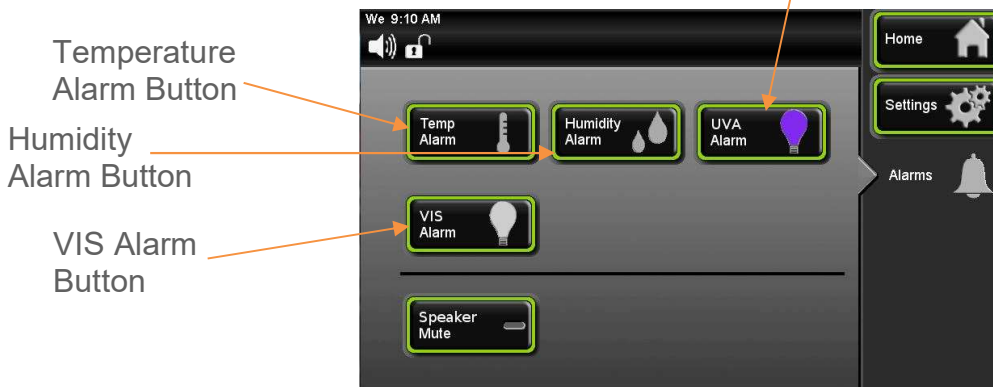 We 9:10 AM
Home
Temperature
Alarm Button
Settings
Temp
Alarm
Humidity
Alarm
UVA
Alarm
Humidity
Alarm Button
Alarms
VIS
Alarm
VIS Alarm
Button
Speaker
Mute